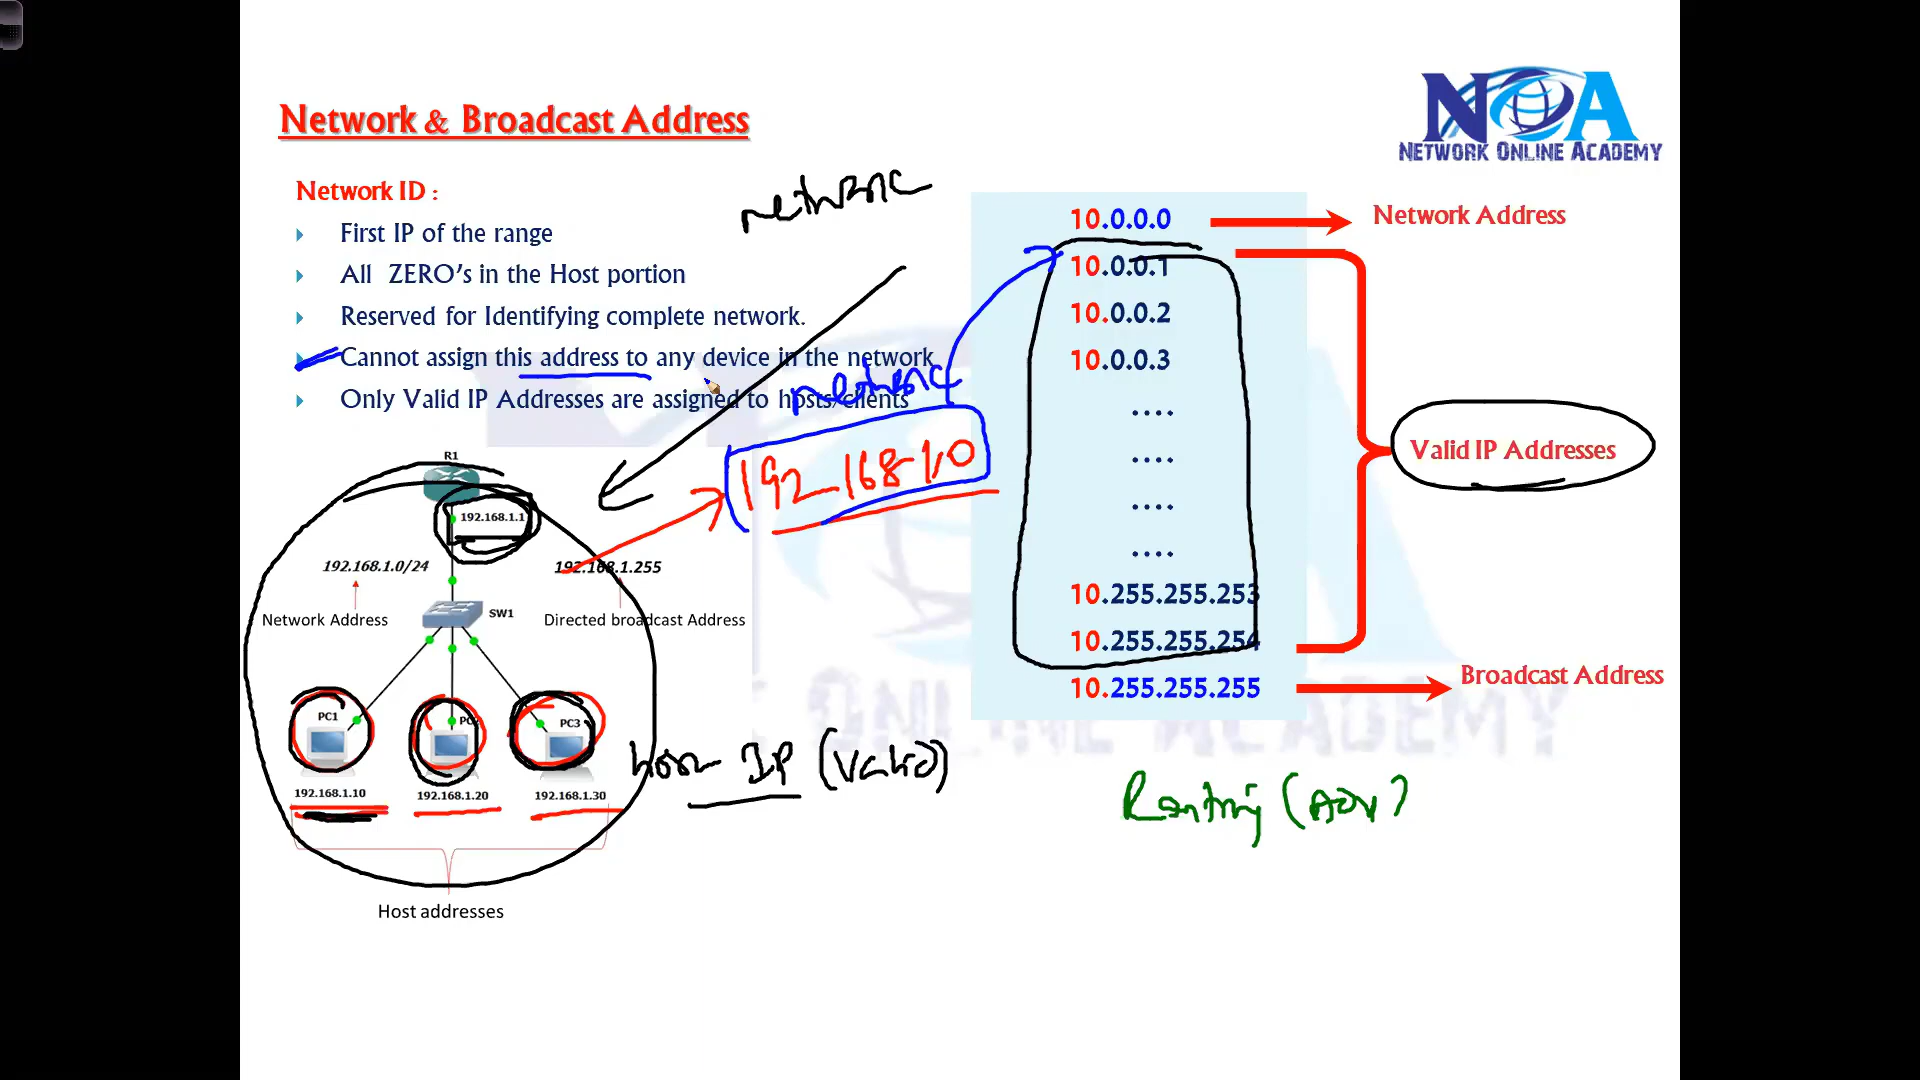 Network & Broadcast Address
NOA
NETWORK ONLINE ACADEMY
Network ID :
First IP of the range
All ZERO's in the Host portion
Reserved for Identifying complete network.
Cannot assign this address to any device in the network
Only Valid IP Addresses are assigned to hosts/clients
192.168.1.0
R1
192.168.1.1
192.168.1.0/24
192.168.1.255
Network Address
SW1
Directed broadcast Address
PC1
PC3
192.168.1.10
192.168.1.20
192.168.1.30
Host addresses
IP (Valid)
10.0.0.0
Network Address
10.0.0.1
10.0.0.2
10.0.0.3
....
....
....
....
Valid IP Addresses
10.255.255.253
10.255.255.254
10.255.255.255
Broadcast Address
ONLINE ACADEMY
Routing (ADV)